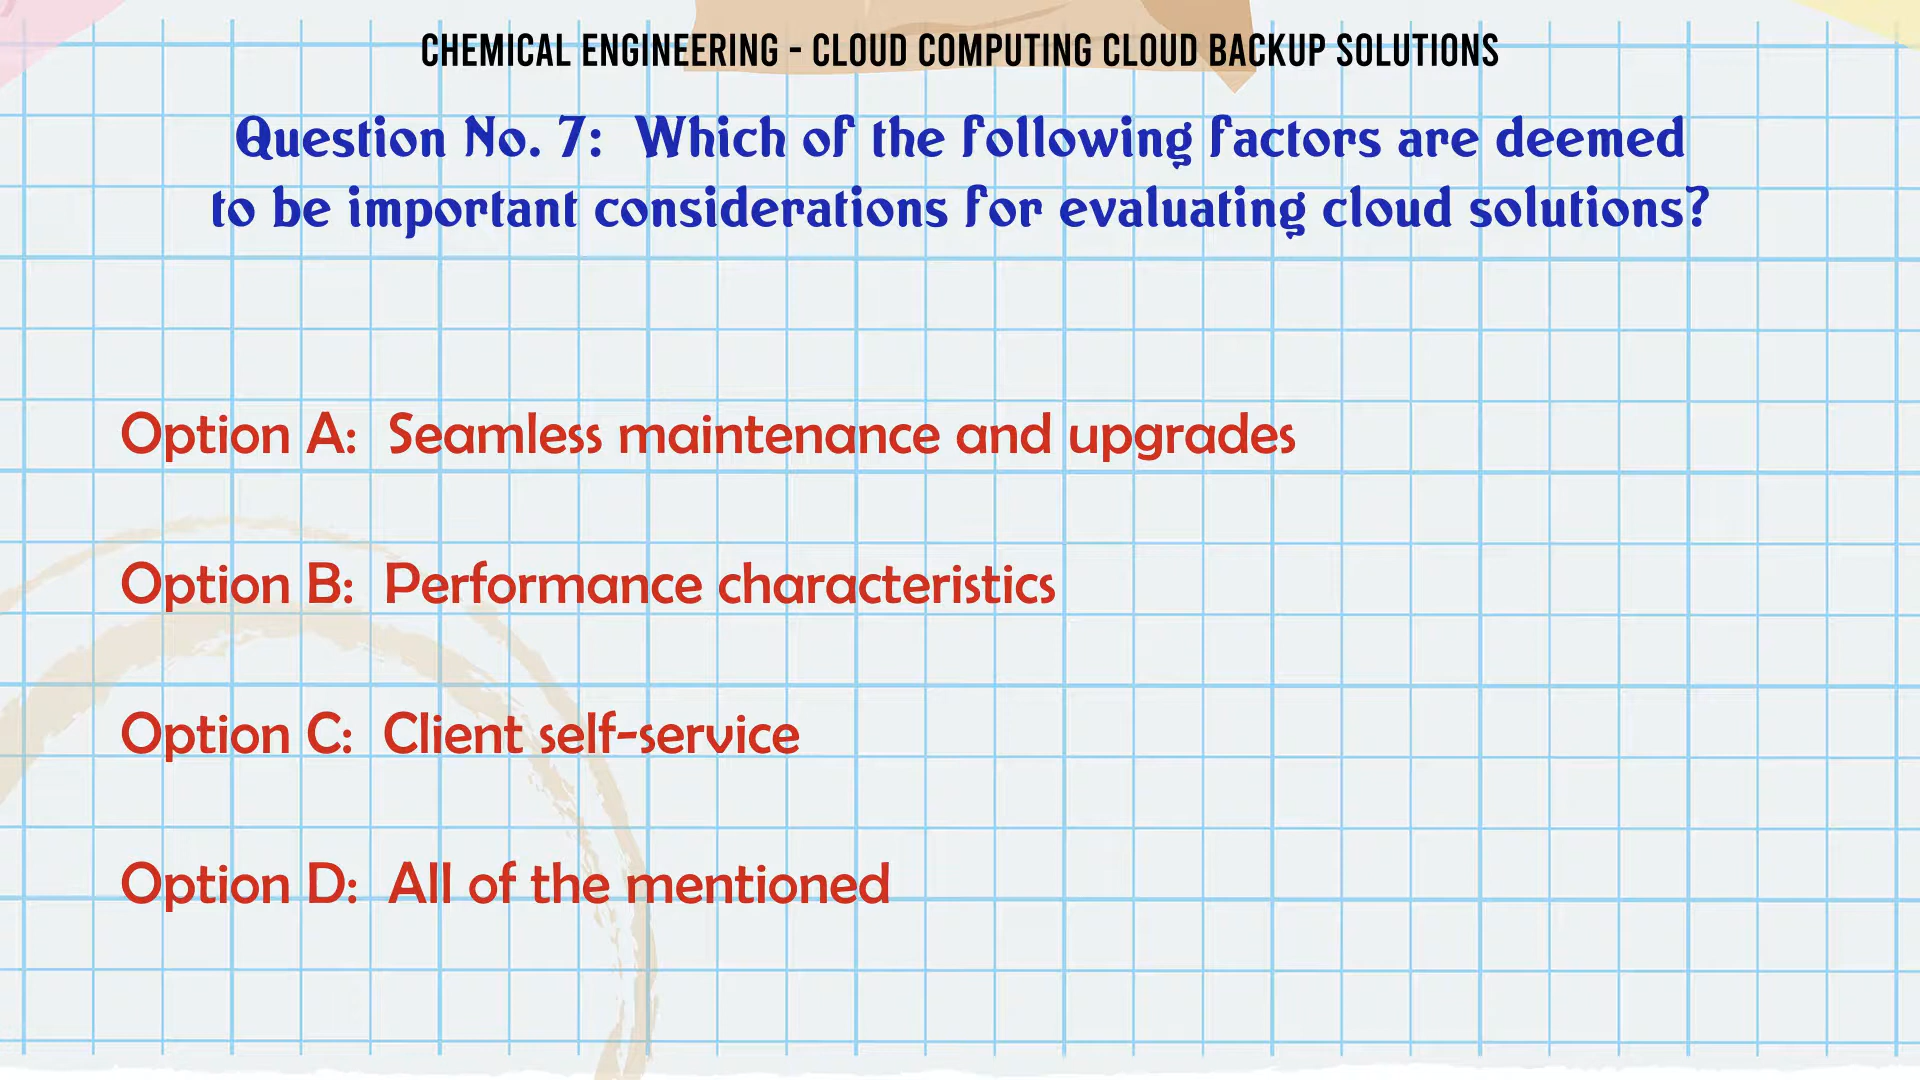 CHEMICAL ENGINEERING - CLOUD COMPUTING CLOUD BACKUP SOLUTIONS
Question No. 7: Which of the following factors are deemed
to be important considerations for evaluating cloud solutions?
Option A: Seamless maintenance and upgrades
Option B: Performance characteristics
Option C: Client self-service
Option D: All of the mentioned